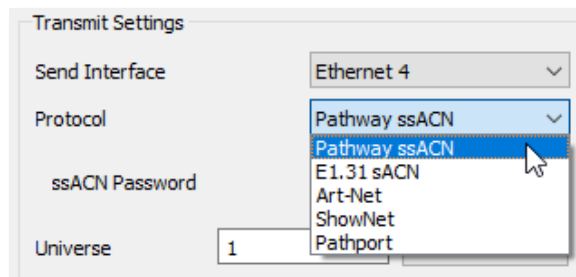 Transmit Settings
Send Interface
Ethernet 4
Protocol
Pathway ssACN
Pathway ssACN
E1.31 sACN
Art-Net
ShowNet
Pathport
ssACN Password
Universe
1